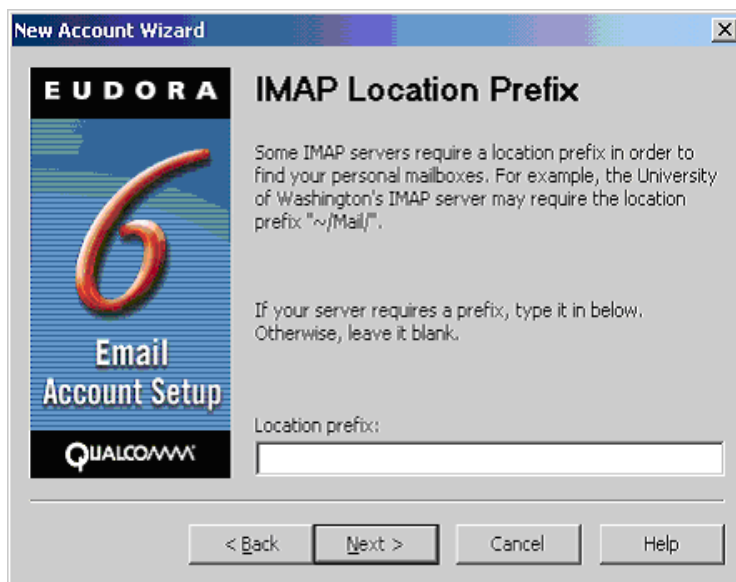 New Account Wizard
EUDORA
6
Email
Account Setup
QUALCOMM
IMAP Location Prefix
Some IMAP servers require a location prefix in order to
find your personal mailboxes. For example, the University
of Washington's IMAP server may require the location
prefix "~/Mail/".
If your server requires a prefix, type it in below.
Otherwise, leave it blank.
Location prefix:
< Back
Next >
Cancel
Help